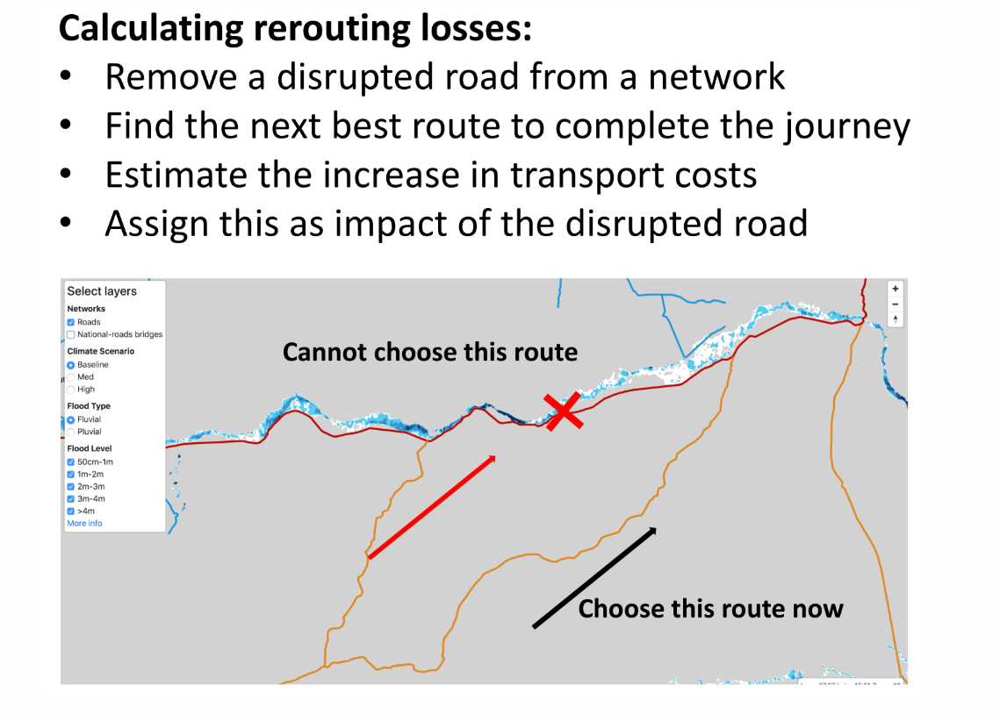 Calculating rerouting losses:
• Remove a disrupted road from a network
• Find the next best route to complete the journey
• Estimate the increase in transport costs
• Assign this as impact of the disrupted road
Select layers
Networks
Roads
National-roads bridges
Climate Scenario
Baseline
Med
High
Flood Type
Fluvial
Pluvial
Flood Level
50cm-1m
1m-2m
2m-3m
3m-4m
>4m
More info
+
−
Cannot choose this route
Choose this route now